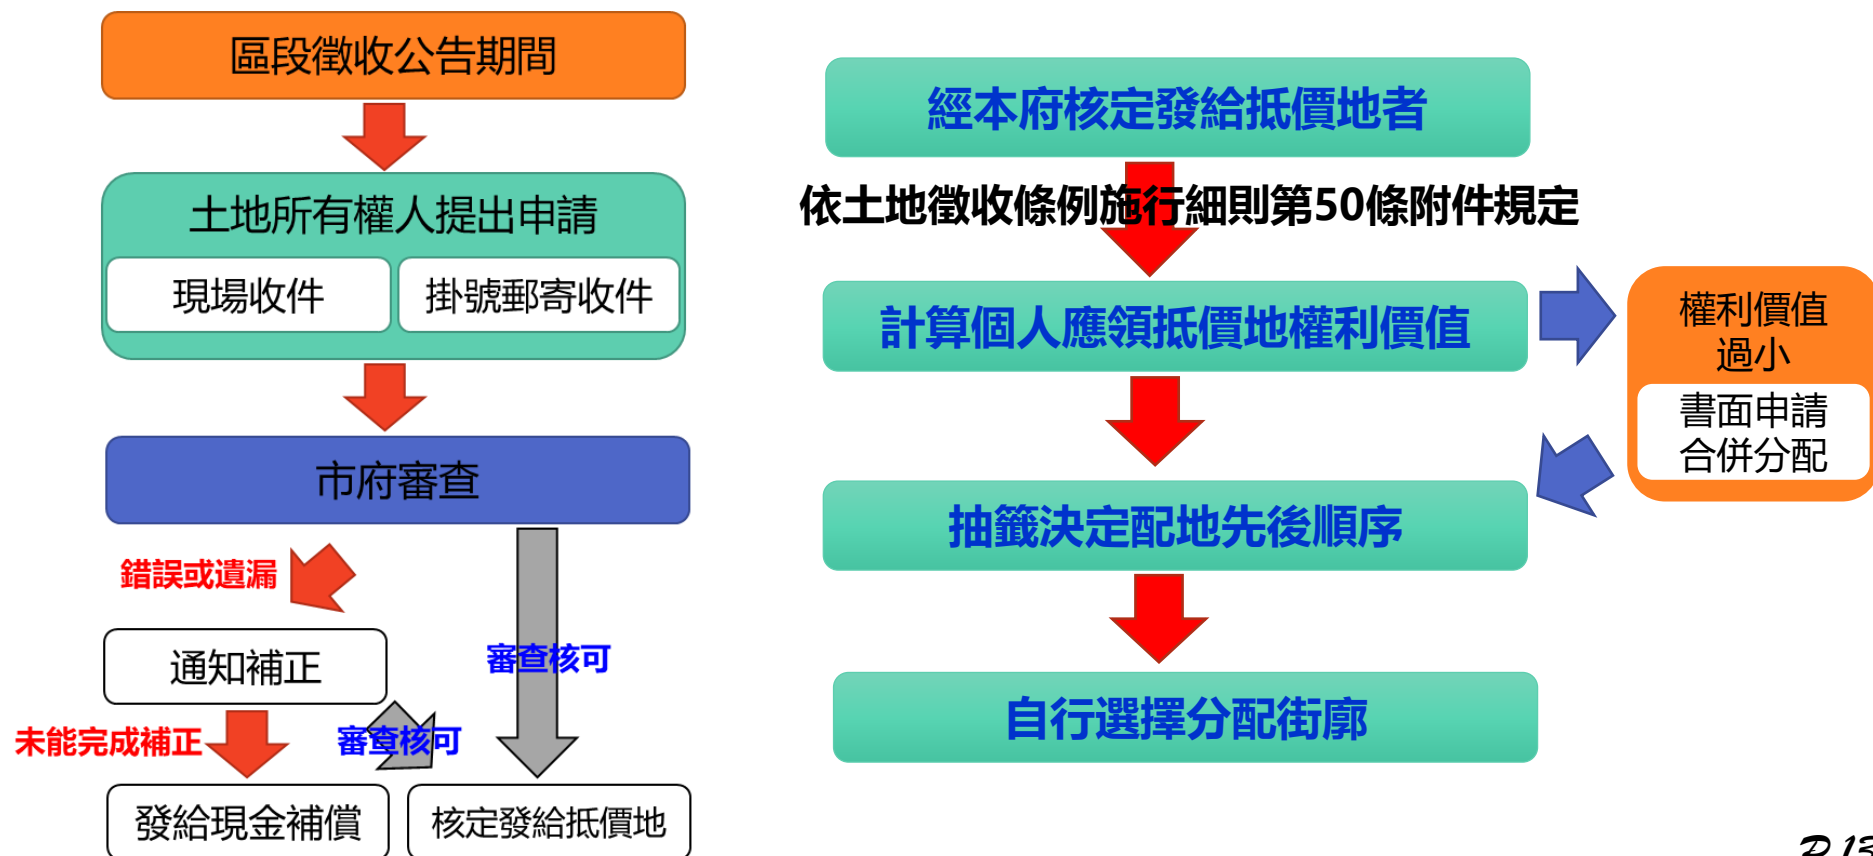 區段徵收公告期間
土地所有權人提出申請
現場收件
掛號郵寄收件
市府審查
錯誤或遺漏
審查核可
通知補正
未能完成補正
審查核可
發給現金補償
核定發給抵價地
經本府核定發給抵價地者
依土地徵收條例施行細則第50條附件規定
計算個人應領抵價地權利價值
權利價值
過小
書面申請
合併分配
抽籤決定配地先後順序
自行選擇分配街廓
P.13